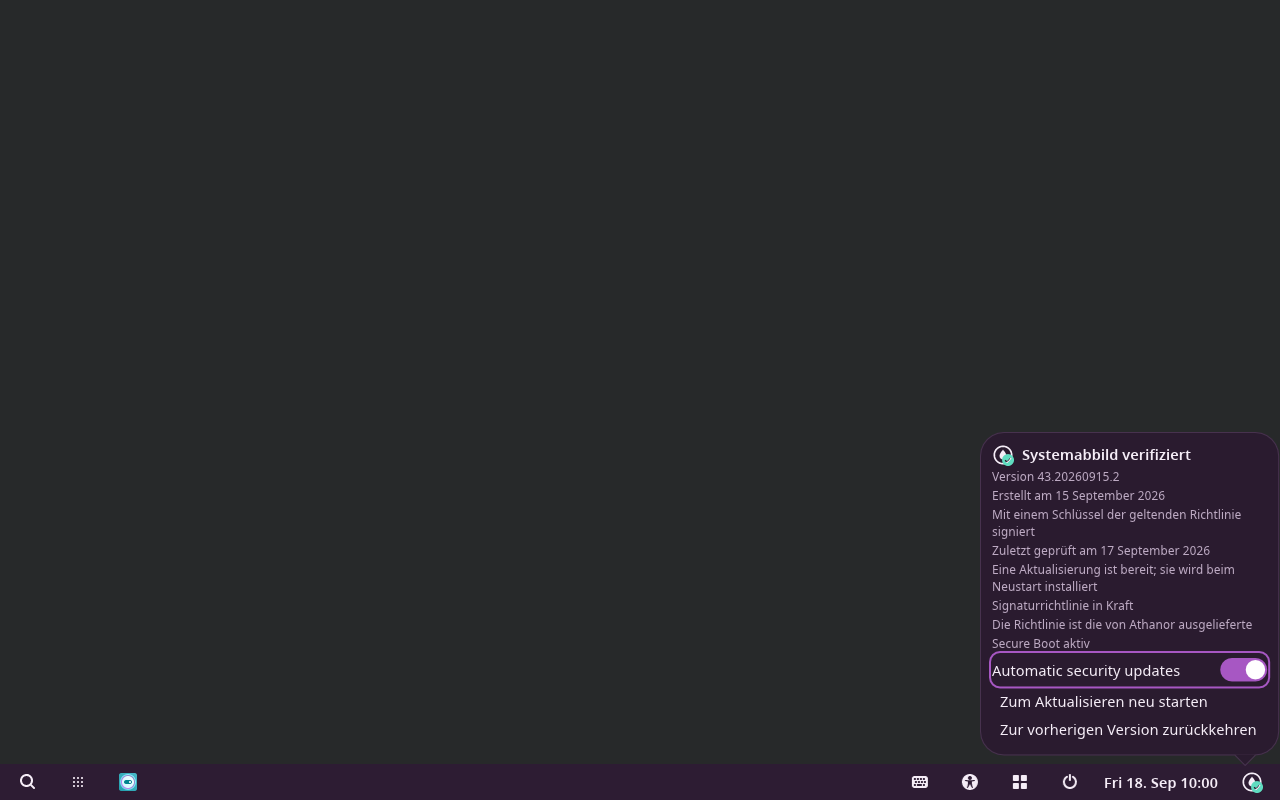 Systemabbild verifiziert
Version 43.20260915.2
Erstellt am 15 September 2026
Mit einem Schlüssel der geltenden Richtlinie
signiert
Zuletzt geprüft am 17 September 2026
Eine Aktualisierung ist bereit; sie wird beim
Neustart installiert
Signaturrichtlinie in Kraft
Die Richtlinie ist die von Athanor ausgelieferte
Secure Boot aktiv
Automatic security updates
Zum Aktualisieren neu starten
Zur vorherigen Version zurückkehren
Fri 18. Sep 10:00